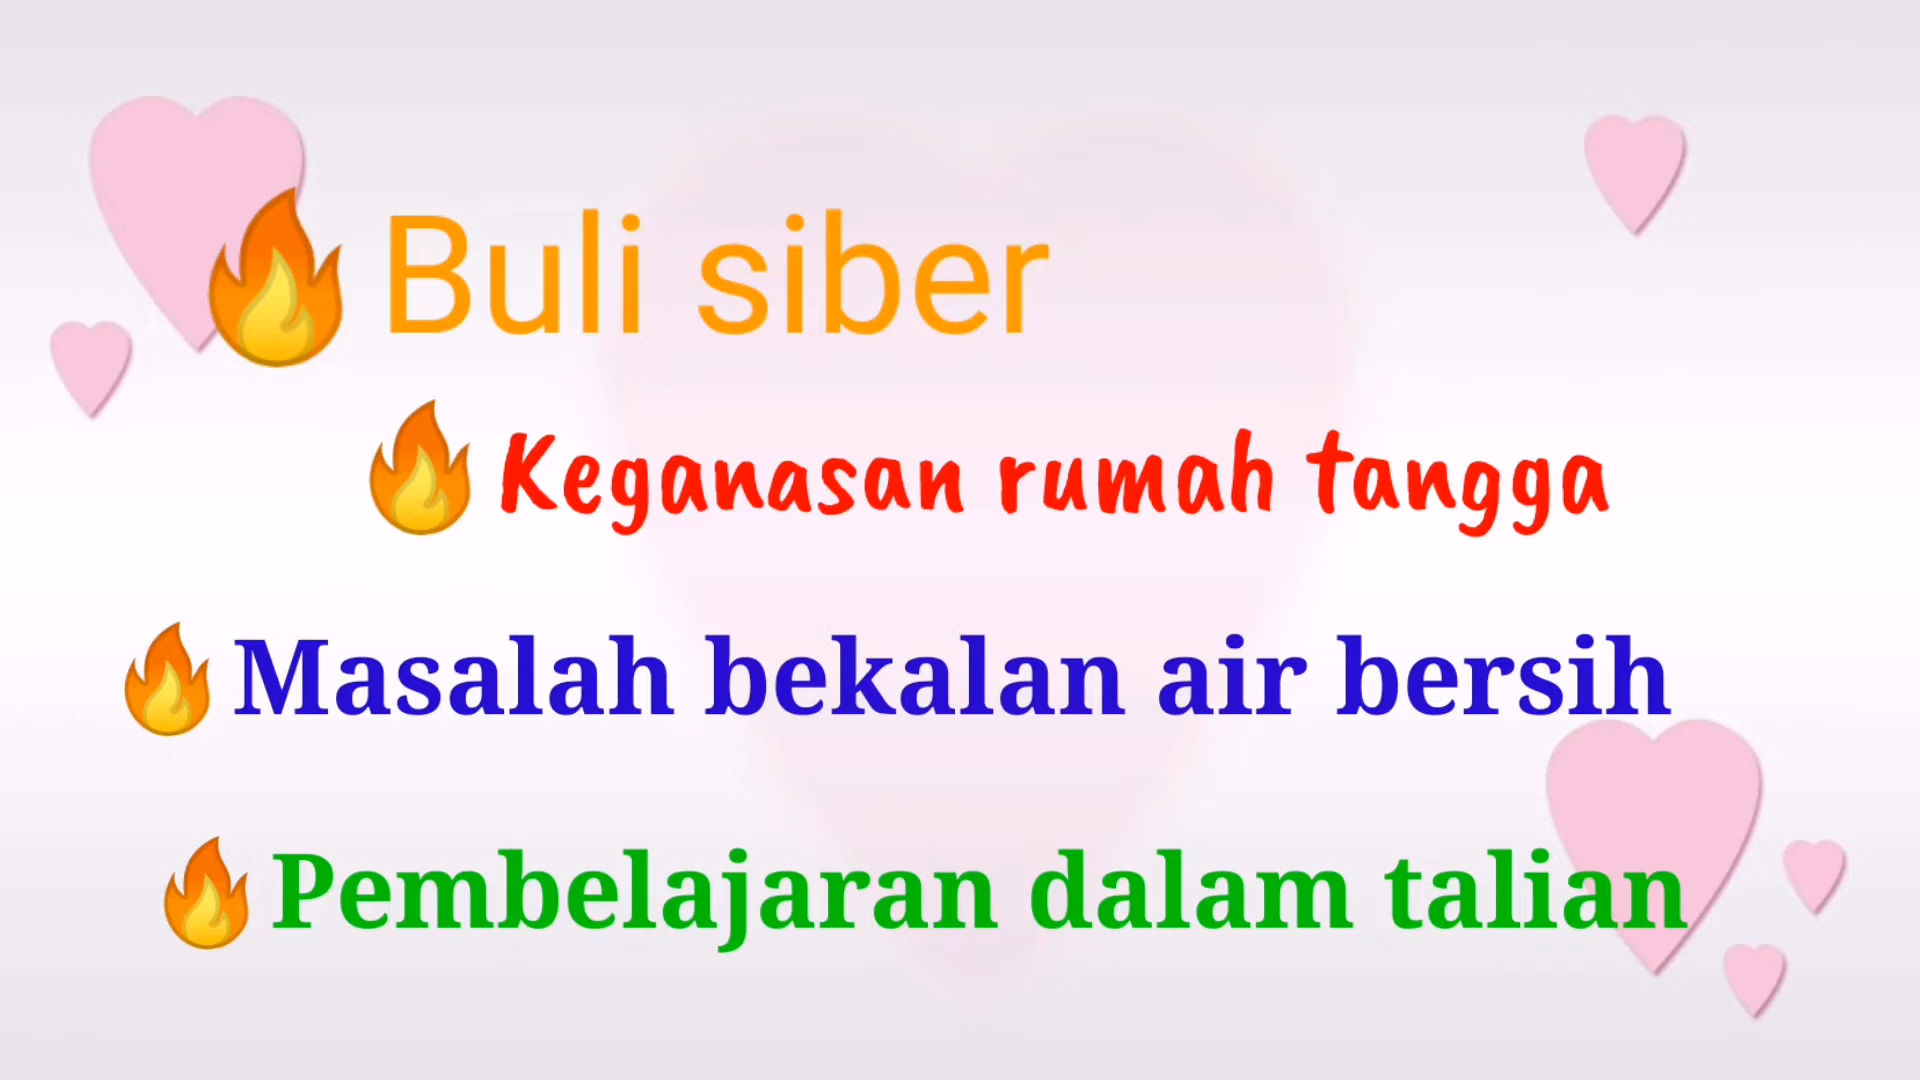 🔥Buli siber
🔥Keganasan rumah tangga
🔥Masalah bekalan air bersih
🔥Pembelajaran dalam talian